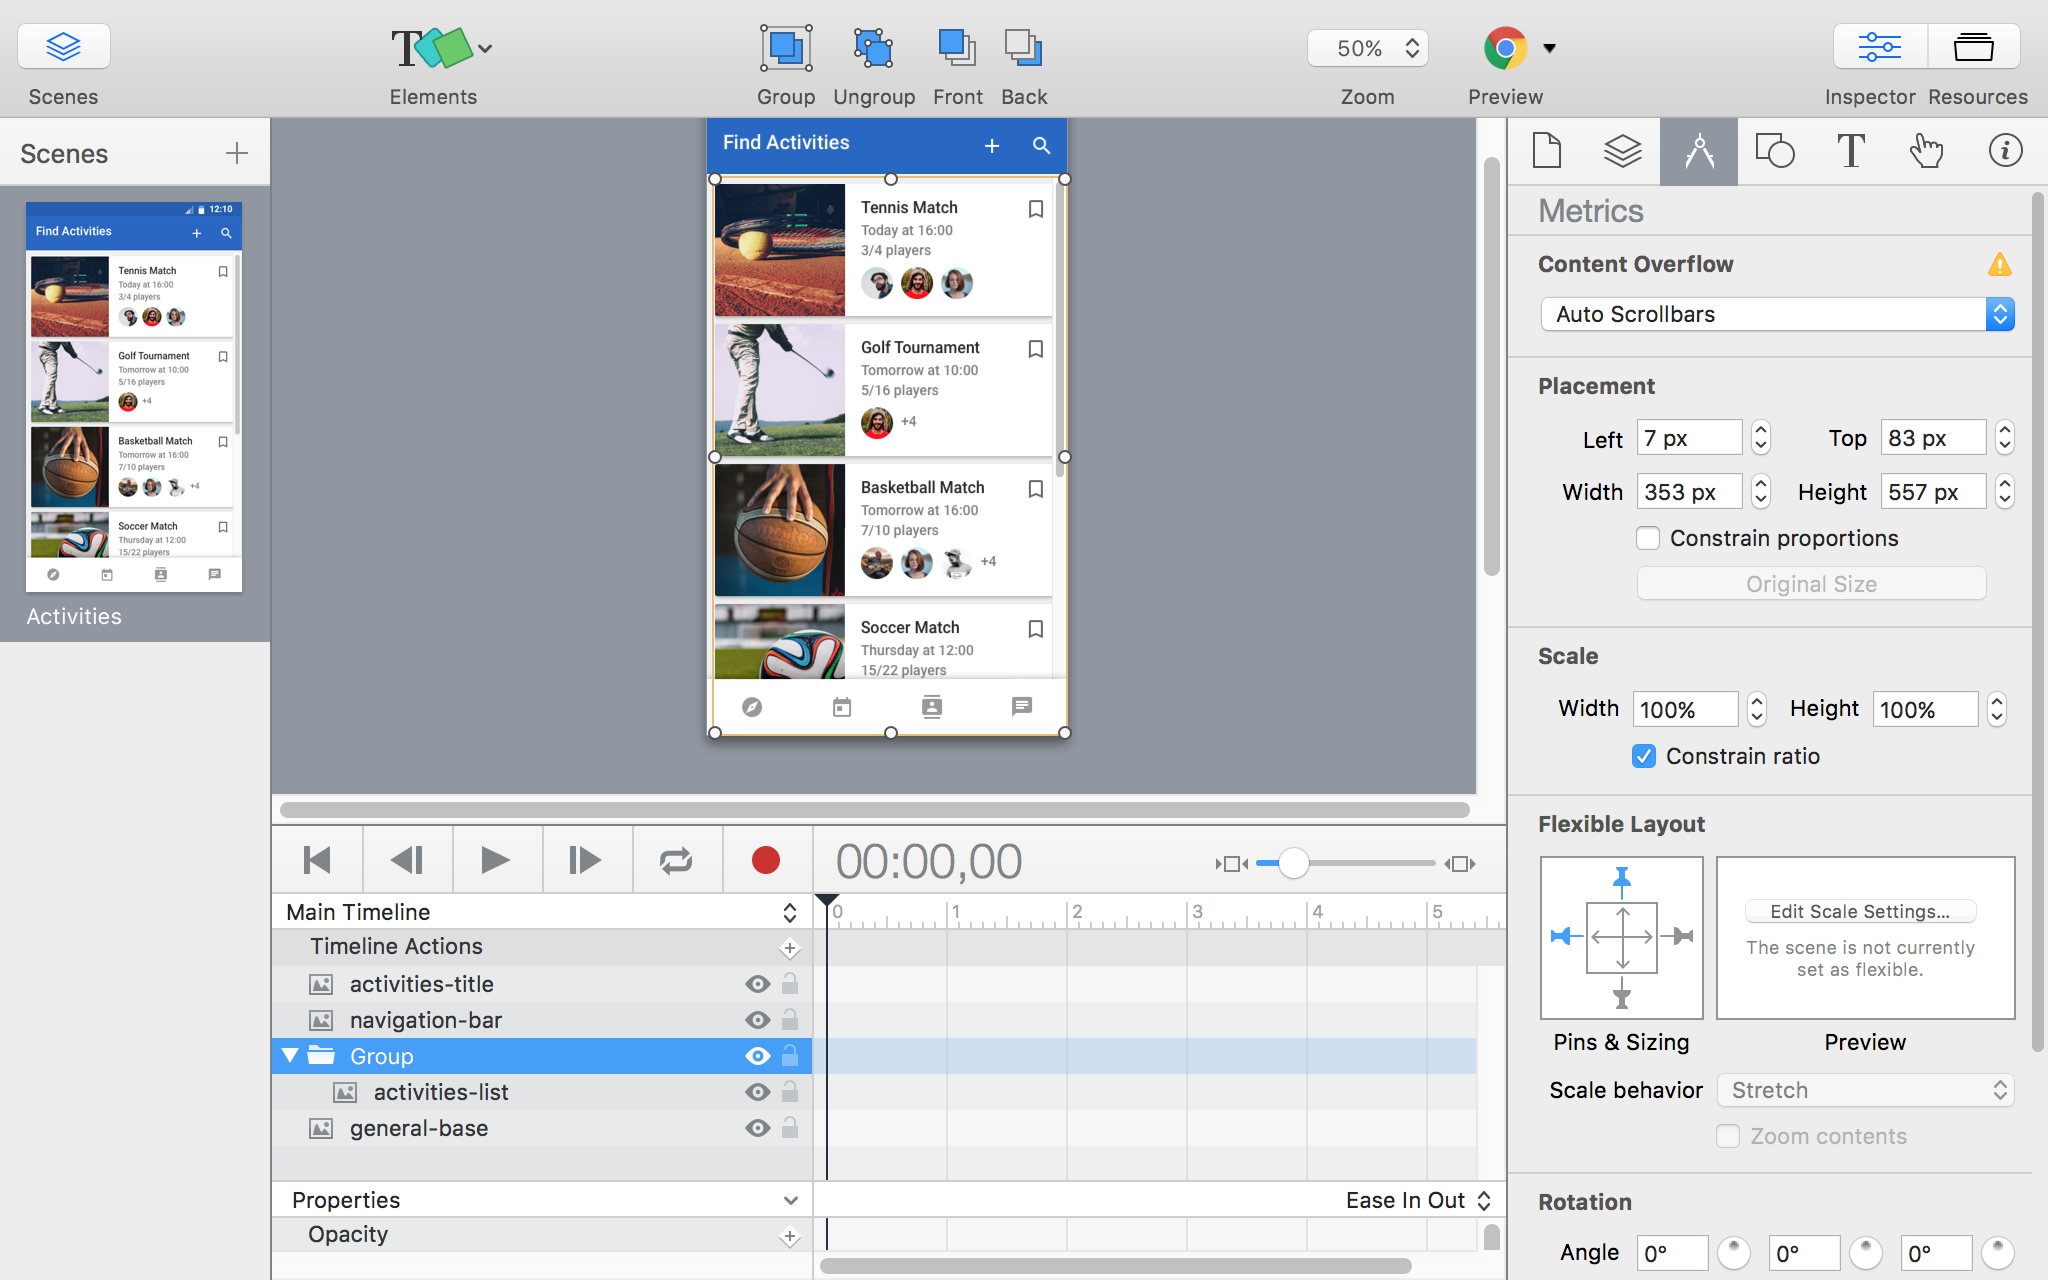 50%
Scenes
Elements
Group
Ungroup
Front
Back
Zoom
Preview
Inspector
Resources
Scenes
12:10
Find Activities
Tennis Match
Today at 16:00
3/4 players
Golf Tournament
Tomorrow at 10:00
5/16 players
+4
Basketball Match
Tomorrow at 16:00
7/10 players
+4
Soccer Match
Thursday at 12:00
15/22 players
Activities
Find Activities
Tennis Match
Today at 16:00
3/4 players
Golf Tournament
Tomorrow at 10:00
5/16 players
+4
Basketball Match
Tomorrow at 16:00
7/10 players
+4
Soccer Match
Thursday at 12:00
15/22 players
00:00,00
Main Timeline
0 1 2 3 4 5
Timeline Actions
activities-title
navigation-bar
Group
activities-list
general-base
Properties
Ease In Out
Opacity
Metrics
Content Overflow
Auto Scrollbars
Placement
Left 7 px Top 83 px
Width 353 px Height 557 px
Constrain proportions
Original Size
Scale
Width 100% Height 100%
Constrain ratio
Flexible Layout
Edit Scale Settings...
The scene is not currently
set as flexible.
Pins & Sizing
Preview
Scale behavior Stretch
Zoom contents
Rotation
Angle 0° 0° 0°